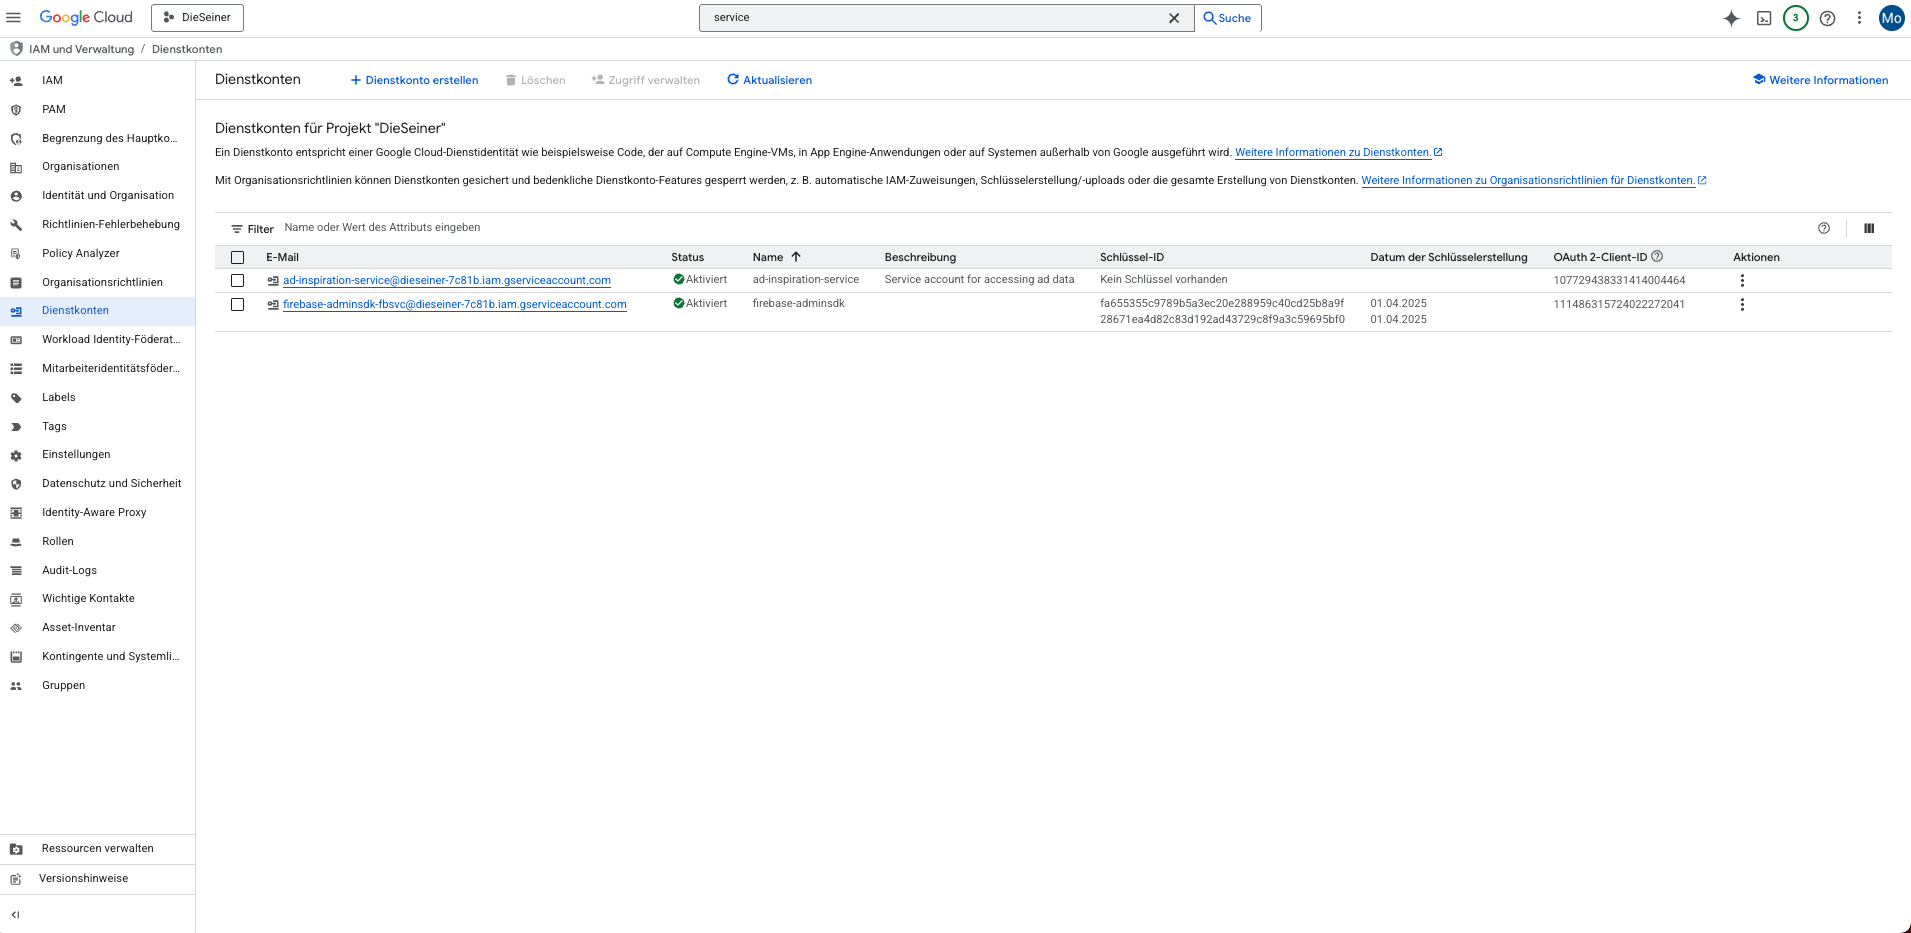 Google Cloud
DieSeiner
service
Suche
3
Mo
IAM und Verwaltung / Dienstkonten
IAM
PAM
Begrenzung des Hauptko...
Organisationen
Identität und Organisation
Richtlinien-Fehlerbehebung
Policy Analyzer
Organisationsrichtlinien
Dienstkonten
Workload Identity-Föderat...
Mitarbeiteridentitätsföder...
Labels
Tags
Einstellungen
Datenschutz und Sicherheit
Identity-Aware Proxy
Rollen
Audit-Logs
Wichtige Kontakte
Asset-Inventar
Kontingente und Systemli...
Gruppen
Ressourcen verwalten
Versionshinweise
Dienstkonten
Dienstkonto erstellen
Löschen
Zugriff verwalten
Aktualisieren
Weitere Informationen
Dienstkonten für Projekt "DieSeiner"
Ein Dienstkonto entspricht einer Google Cloud-Dienstidentität wie beispielsweise Code, der auf Compute Engine-VMs, in App Engine-Anwendungen oder auf Systemen außerhalb von Google ausgeführt wird. Weitere Informationen zu Dienstkonten.
Mit Organisationsrichtlinien können Dienstkonten gesichert und bedenkliche Dienstkonto-Features gesperrt werden, z. B. automatische IAM-Zuweisungen, Schlüsselerstellung/-uploads oder die gesamte Erstellung von Dienstkonten. Weitere Informationen zu Organisationsrichtlinien für Dienstkonten.
Filter Name oder Wert des Attributs eingeben
E-Mail Status Name Beschreibung Schlüssel-ID Datum der Schlüsselerstellung OAuth 2-Client-ID Aktionen
ad-inspiration-service@dieseiner-7c81b.iam.gserviceaccount.com Aktiviert ad-inspiration-service Service account for accessing ad data Kein Schlüssel vorhanden 107729438331414004464
firebase-adminsdk-fbsvc@dieseiner-7c81b.iam.gserviceaccount.com Aktiviert firebase-adminsdk fa655355c9789b5a3ec20e288959c40cd25b8a9f 01.04.2025 111486315724022272041
28671ea4d82c83d192ad43729c8f9a3c59695bf0 01.04.2025